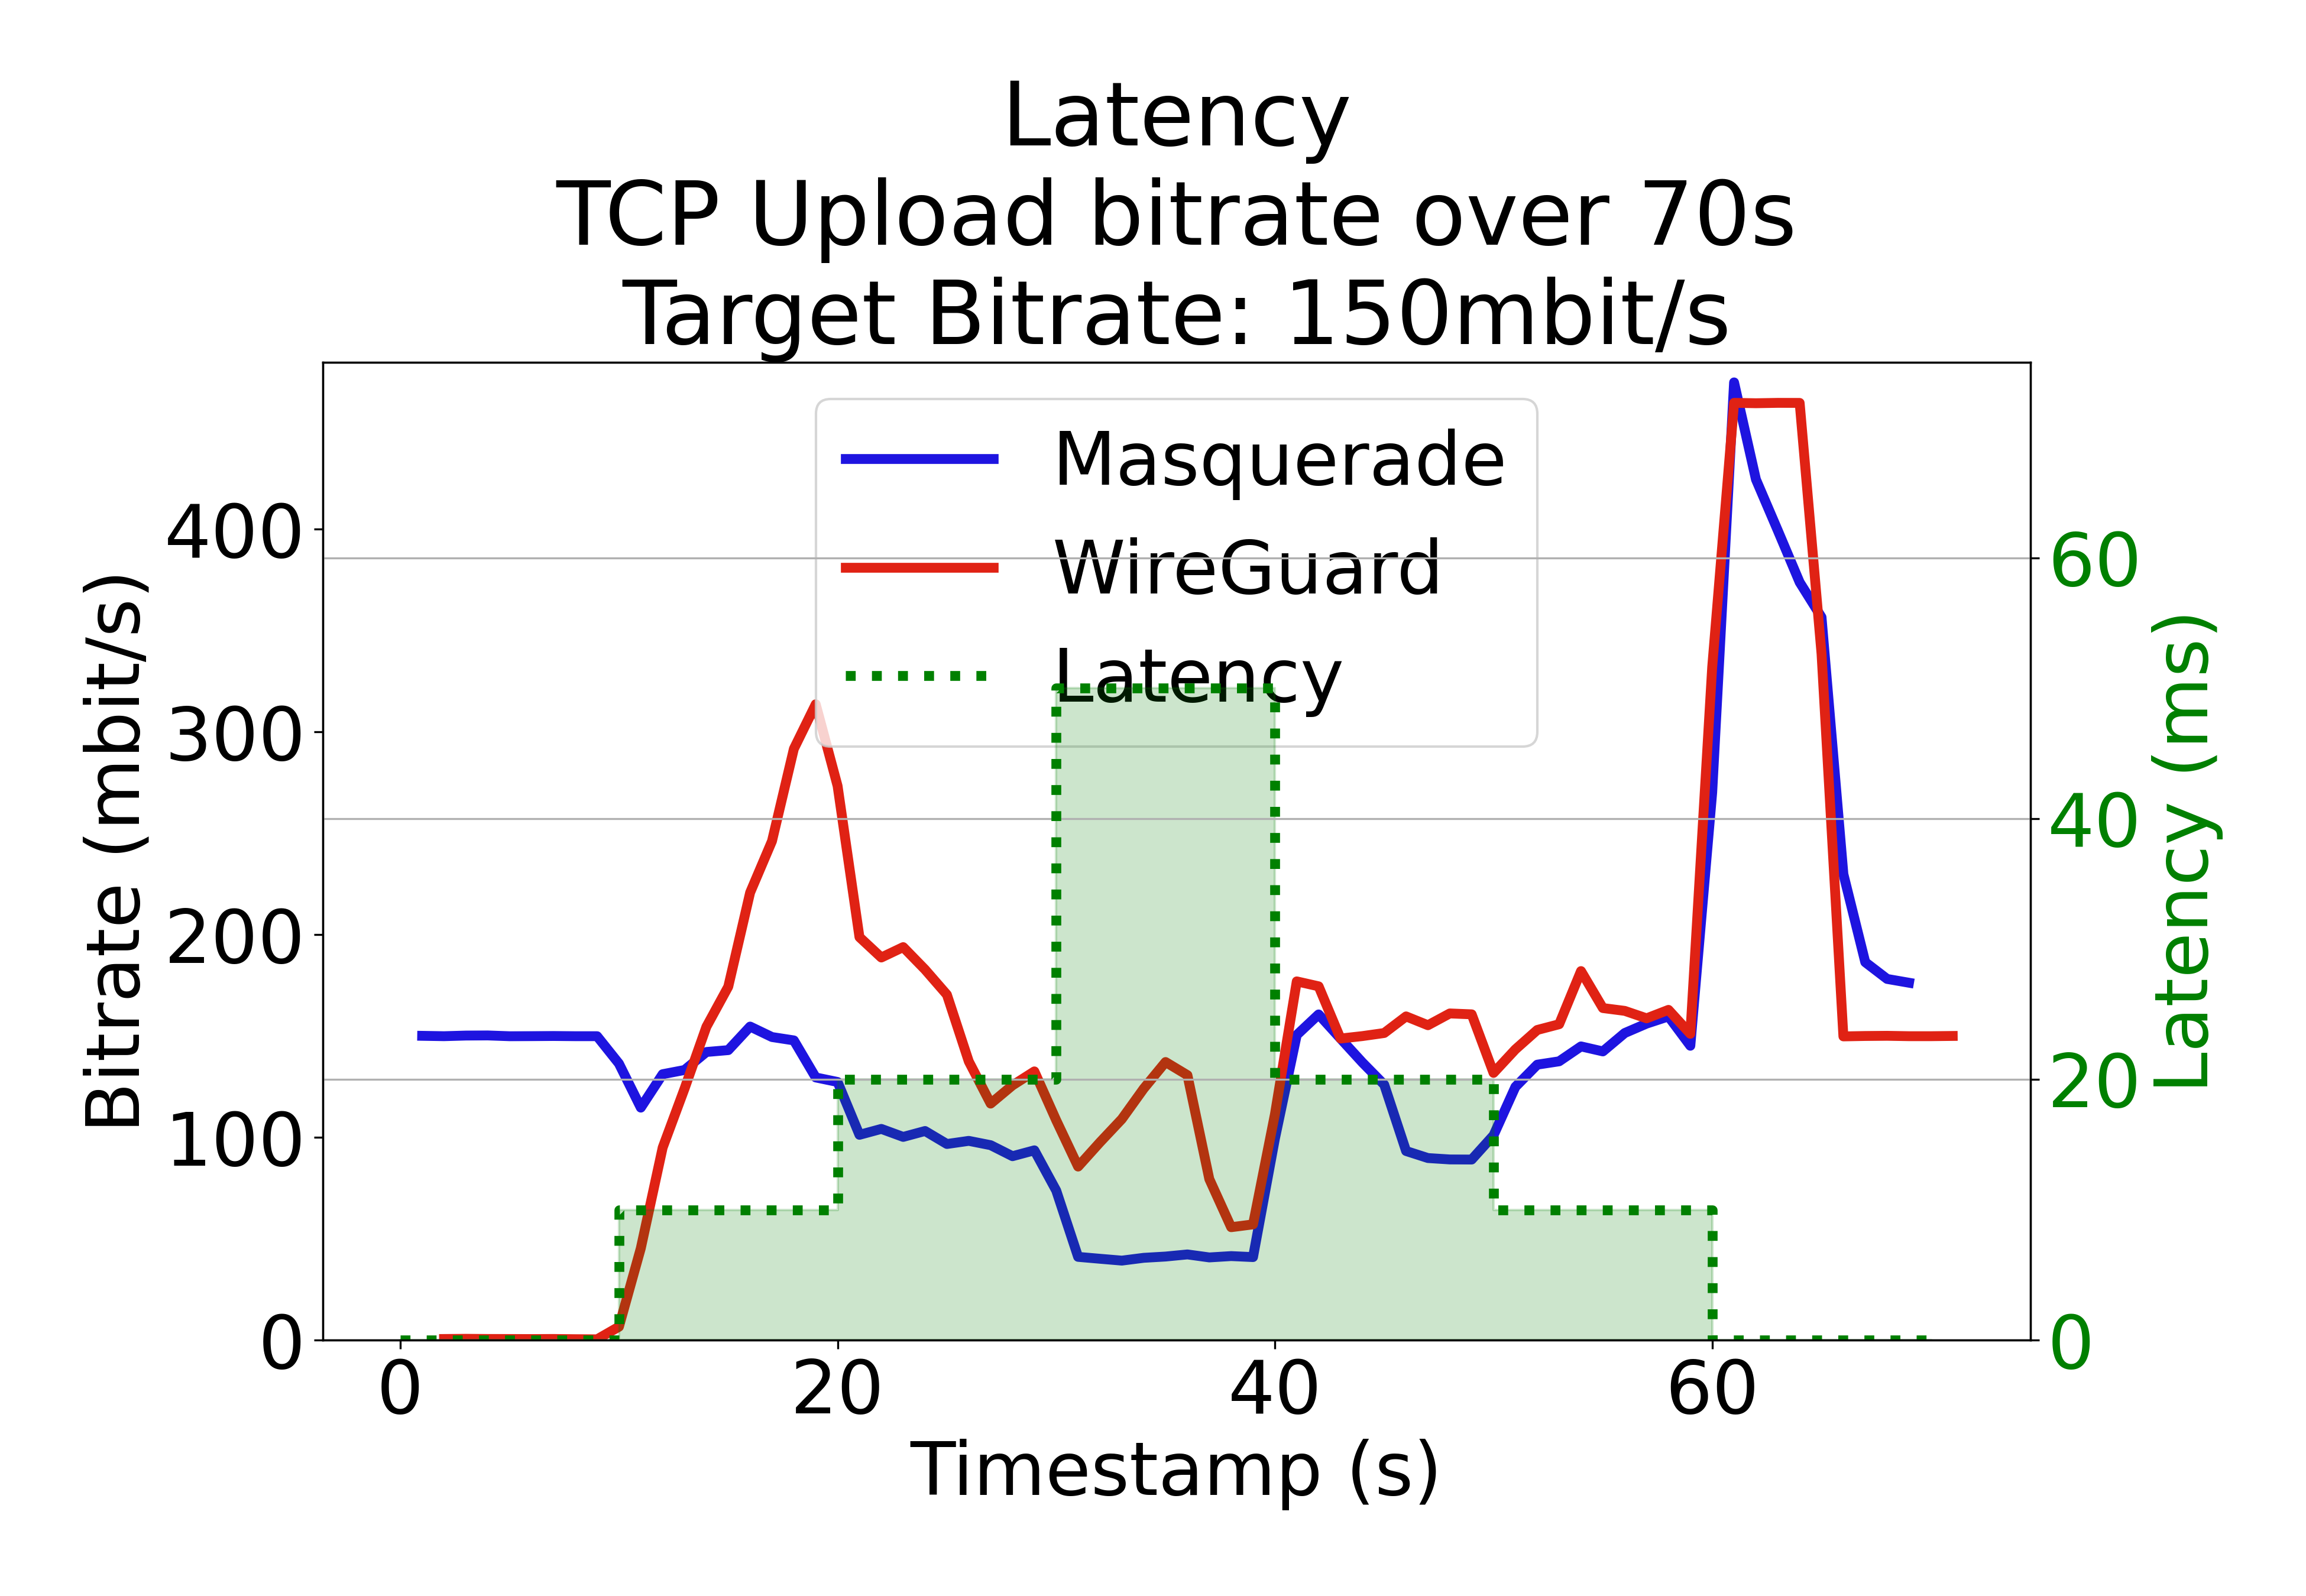 Latency
TCP Upload bitrate over 70s
Target Bitrate: 150mbit/s
Masquerade
WireGuard
Latency
400
300
200
100
0
Bitrate (mbit/s)
60
40
20
0
Latency (ms)
0 20 40 60
Timestamp (s)